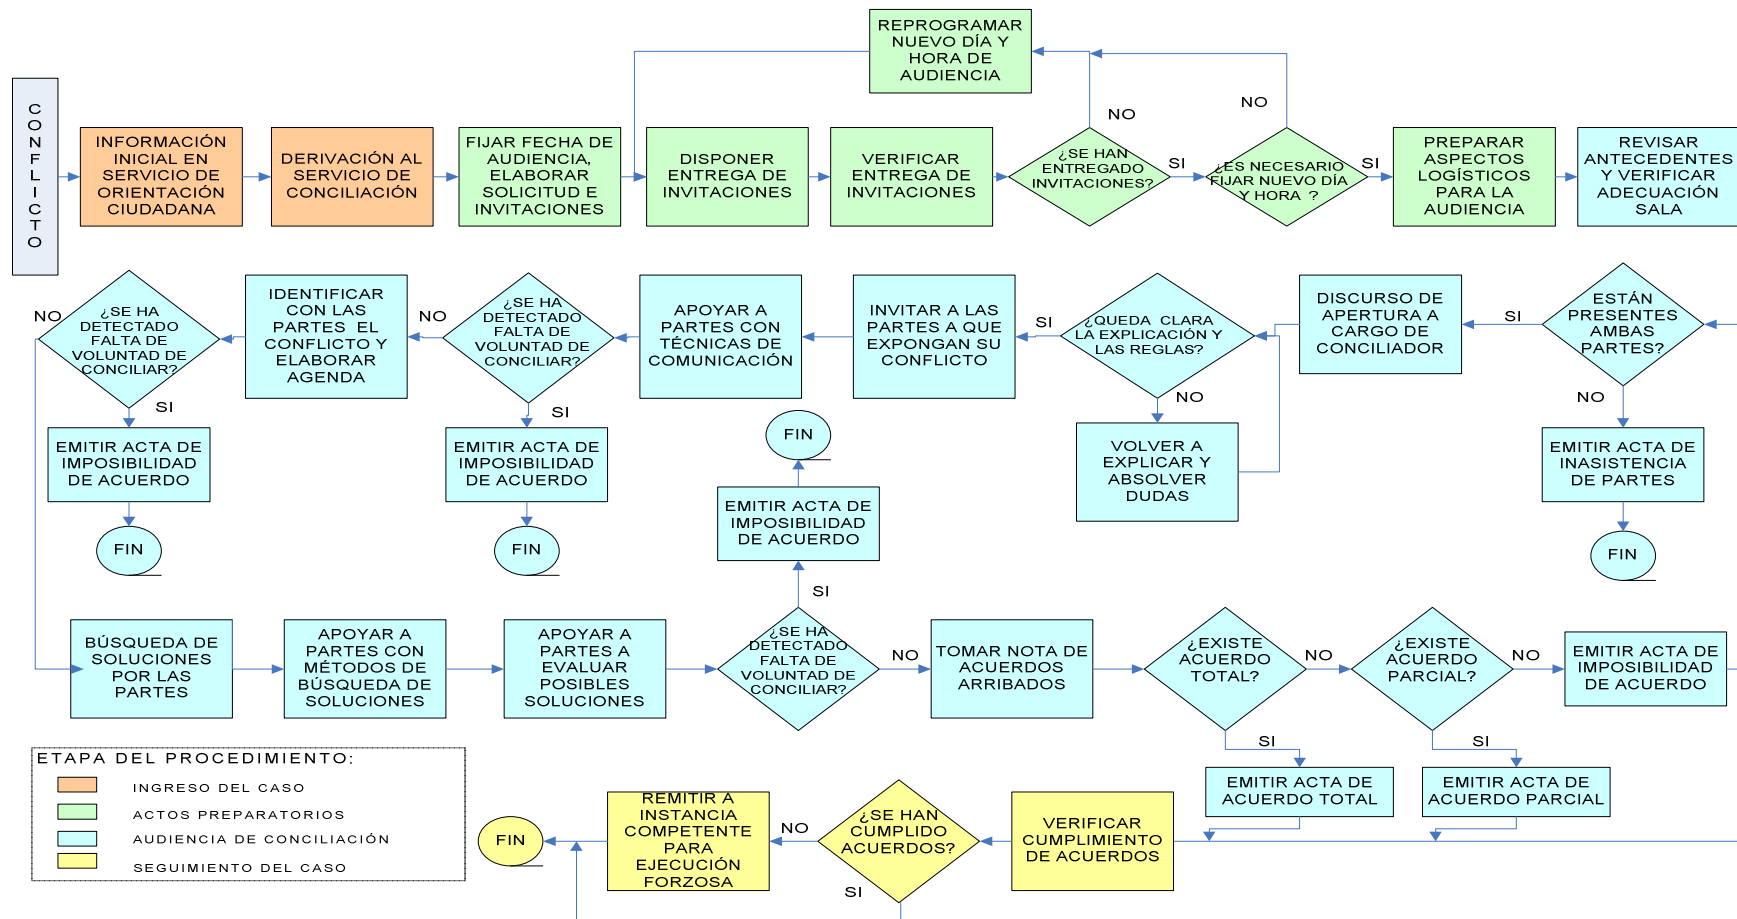 REPROGRAMAR
NUEVO DÍA Y
HORA DE
AUDIENCIA
CONFLICTO
INFORMACIÓN
INICIAL EN
SERVICIO DE
ORIENTACIÓN
CIUDADANA
DERIVACIÓN AL
SERVICIO DE
CONCILIACIÓN
FIJAR FECHA DE
AUDIENCIA,
ELABORAR
SOLICITUD E
INVITACIONES
DISPONER
ENTREGA DE
INVITACIONES
VERIFICAR
ENTREGA DE
INVITACIONES
¿SE HAN
ENTREGADO
INVITACIONES?
NO
SI
¿ES NECESARIO
FIJAR NUEVO DÍA
Y HORA ?
NO
SI
PREPARAR
ASPECTOS
LOGÍSTICOS
PARA LA
AUDIENCIA
REVISAR
ANTECEDENTES
Y VERIFICAR
ADECUACIÓN
SALA
ESTÁN
PRESENTES
AMBAS
PARTES?
SI
NO
EMITIR ACTA DE
INASISTENCIA
DE PARTES
FIN
DISCURSO DE
APERTURA A
CARGO DE
CONCILIADOR
¿QUEDA CLARA
LA EXPLICACIÓN Y
LAS REGLAS?
SI
NO
VOLVER A
EXPLICAR Y
ABSOLVER
DUDAS
INVITAR A LAS
PARTES A QUE
EXPONGAN SU
CONFLICTO
APOYAR A
PARTES CON
TÉCNICAS DE
COMUNICACIÓN
¿SE HA
DETECTADO
FALTA DE
VOLUNTAD DE
CONCILIAR?
NO
SI
EMITIR ACTA DE
IMPOSIBILIDAD
DE ACUERDO
FIN
IDENTIFICAR
CON LAS
PARTES EL
CONFLICTO Y
ELABORAR
AGENDA
¿SE HA
DETECTADO
FALTA DE
VOLUNTAD DE
CONCILIAR?
NO
SI
EMITIR ACTA DE
IMPOSIBILIDAD
DE ACUERDO
FIN
BÚSQUEDA DE
SOLUCIONES
POR LAS
PARTES
APOYAR A
PARTES CON
MÉTODOS DE
BÚSQUEDA DE
SOLUCIONES
APOYAR A
PARTES A
EVALUAR
POSIBLES
SOLUCIONES
¿SE HA
DETECTADO
FALTA DE
VOLUNTAD DE
CONCILIAR?
SI
EMITIR ACTA DE
IMPOSIBILIDAD
DE ACUERDO
FIN
NO
TOMAR NOTA DE
ACUERDOS
ARRIBADOS
¿EXISTE
ACUERDO
TOTAL?
NO
SI
EMITIR ACTA DE
ACUERDO TOTAL
¿EXISTE
ACUERDO
PARCIAL?
NO
SI
EMITIR ACTA DE
ACUERDO PARCIAL
EMITIR ACTA DE
IMPOSIBILIDAD
DE ACUERDO
VERIFICAR
CUMPLIMIENTO
DE ACUERDOS
¿SE HAN
CUMPLIDO
ACUERDOS?
NO
SI
REMITIR A
INSTANCIA
COMPETENTE
PARA
EJECUCIÓN
FORZOSA
FIN
ETAPA DEL PROCEDIMIENTO:
INGRESO DEL CASO
ACTOS PREPARATORIOS
AUDIENCIA DE CONCILIACIÓN
SEGUIMIENTO DEL CASO